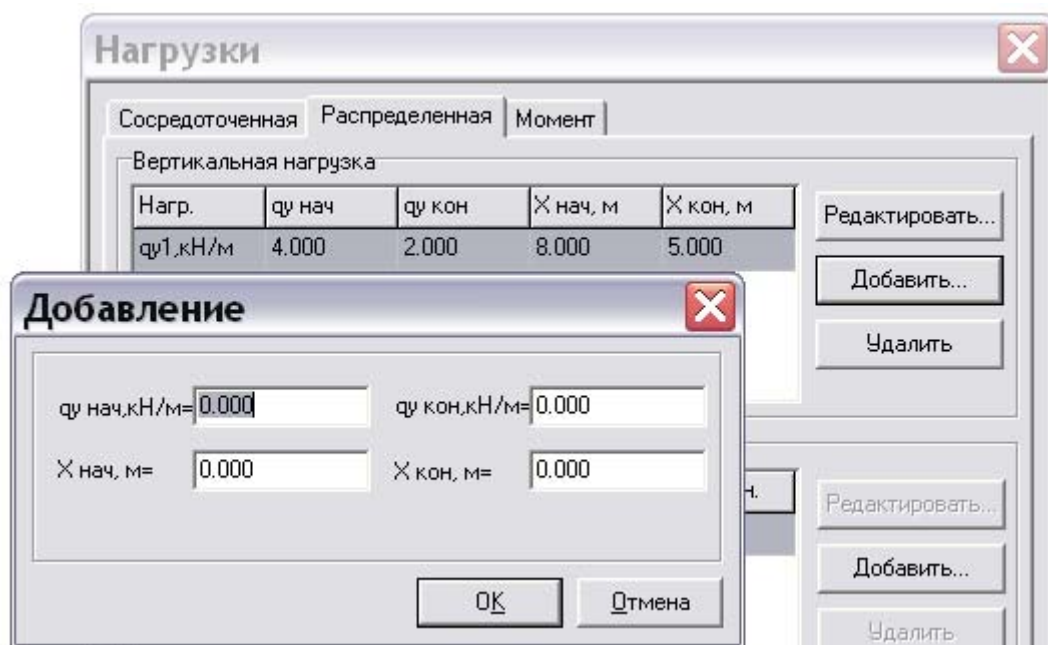 Нагрузки
Сосредоточенная Распределенная Момент
Вертикальная нагрузка
Нагр. qy нач qy кон X нач, м X кон, м
qy1,кН/м 4.000 2.000 8.000 5.000
Редактировать...
Добавить...
Удалить
Добавление
qy нач,кН/м= 0.000 qy кон,кН/м= 0.000
X нач, м= 0.000 X кон, м= 0.000
OK Отмена
н.
Редактировать...
Добавить...
Удалить